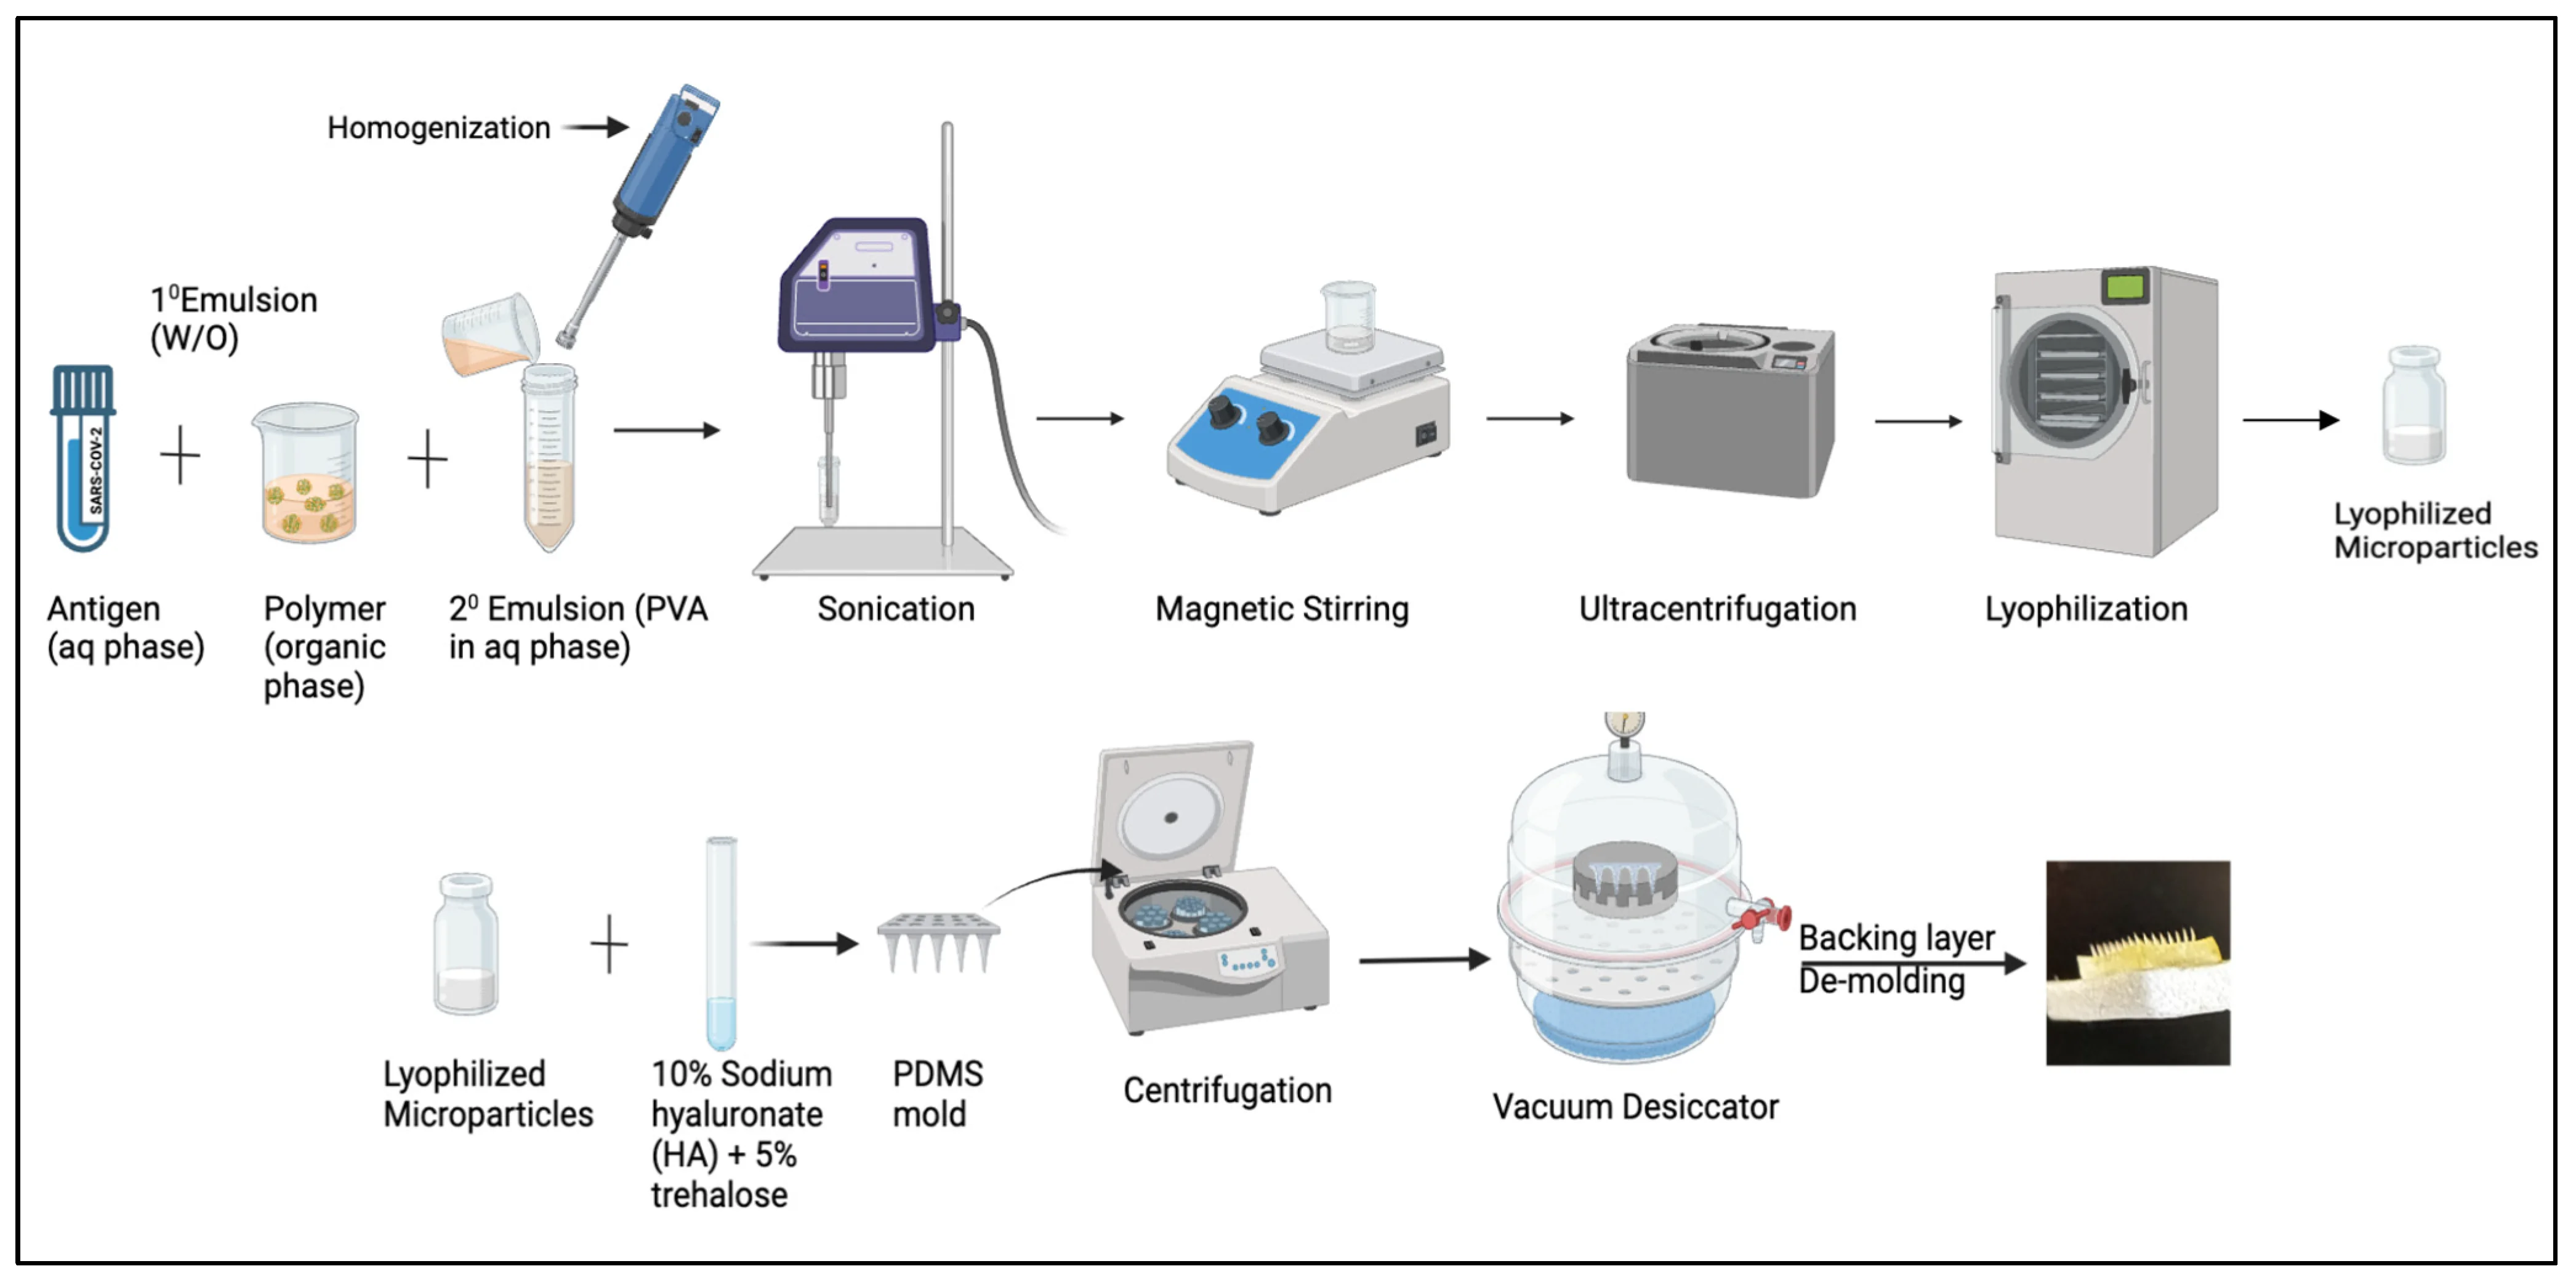 Homogenization
1⁰Emulsion
(W/O)
SARS-COV-2
Antigen
(aq phase)
Polymer
(organic
phase)
2⁰ Emulsion (PVA
in aq phase)
Sonication
Magnetic Stirring
Ultracentrifugation
Lyophilization
Lyophilized
Microparticles
Lyophilized
Microparticles
10% Sodium
hyaluronate
(HA) + 5%
trehalose
PDMS
mold
Centrifugation
Vacuum Desiccator
Backing layer
De-molding